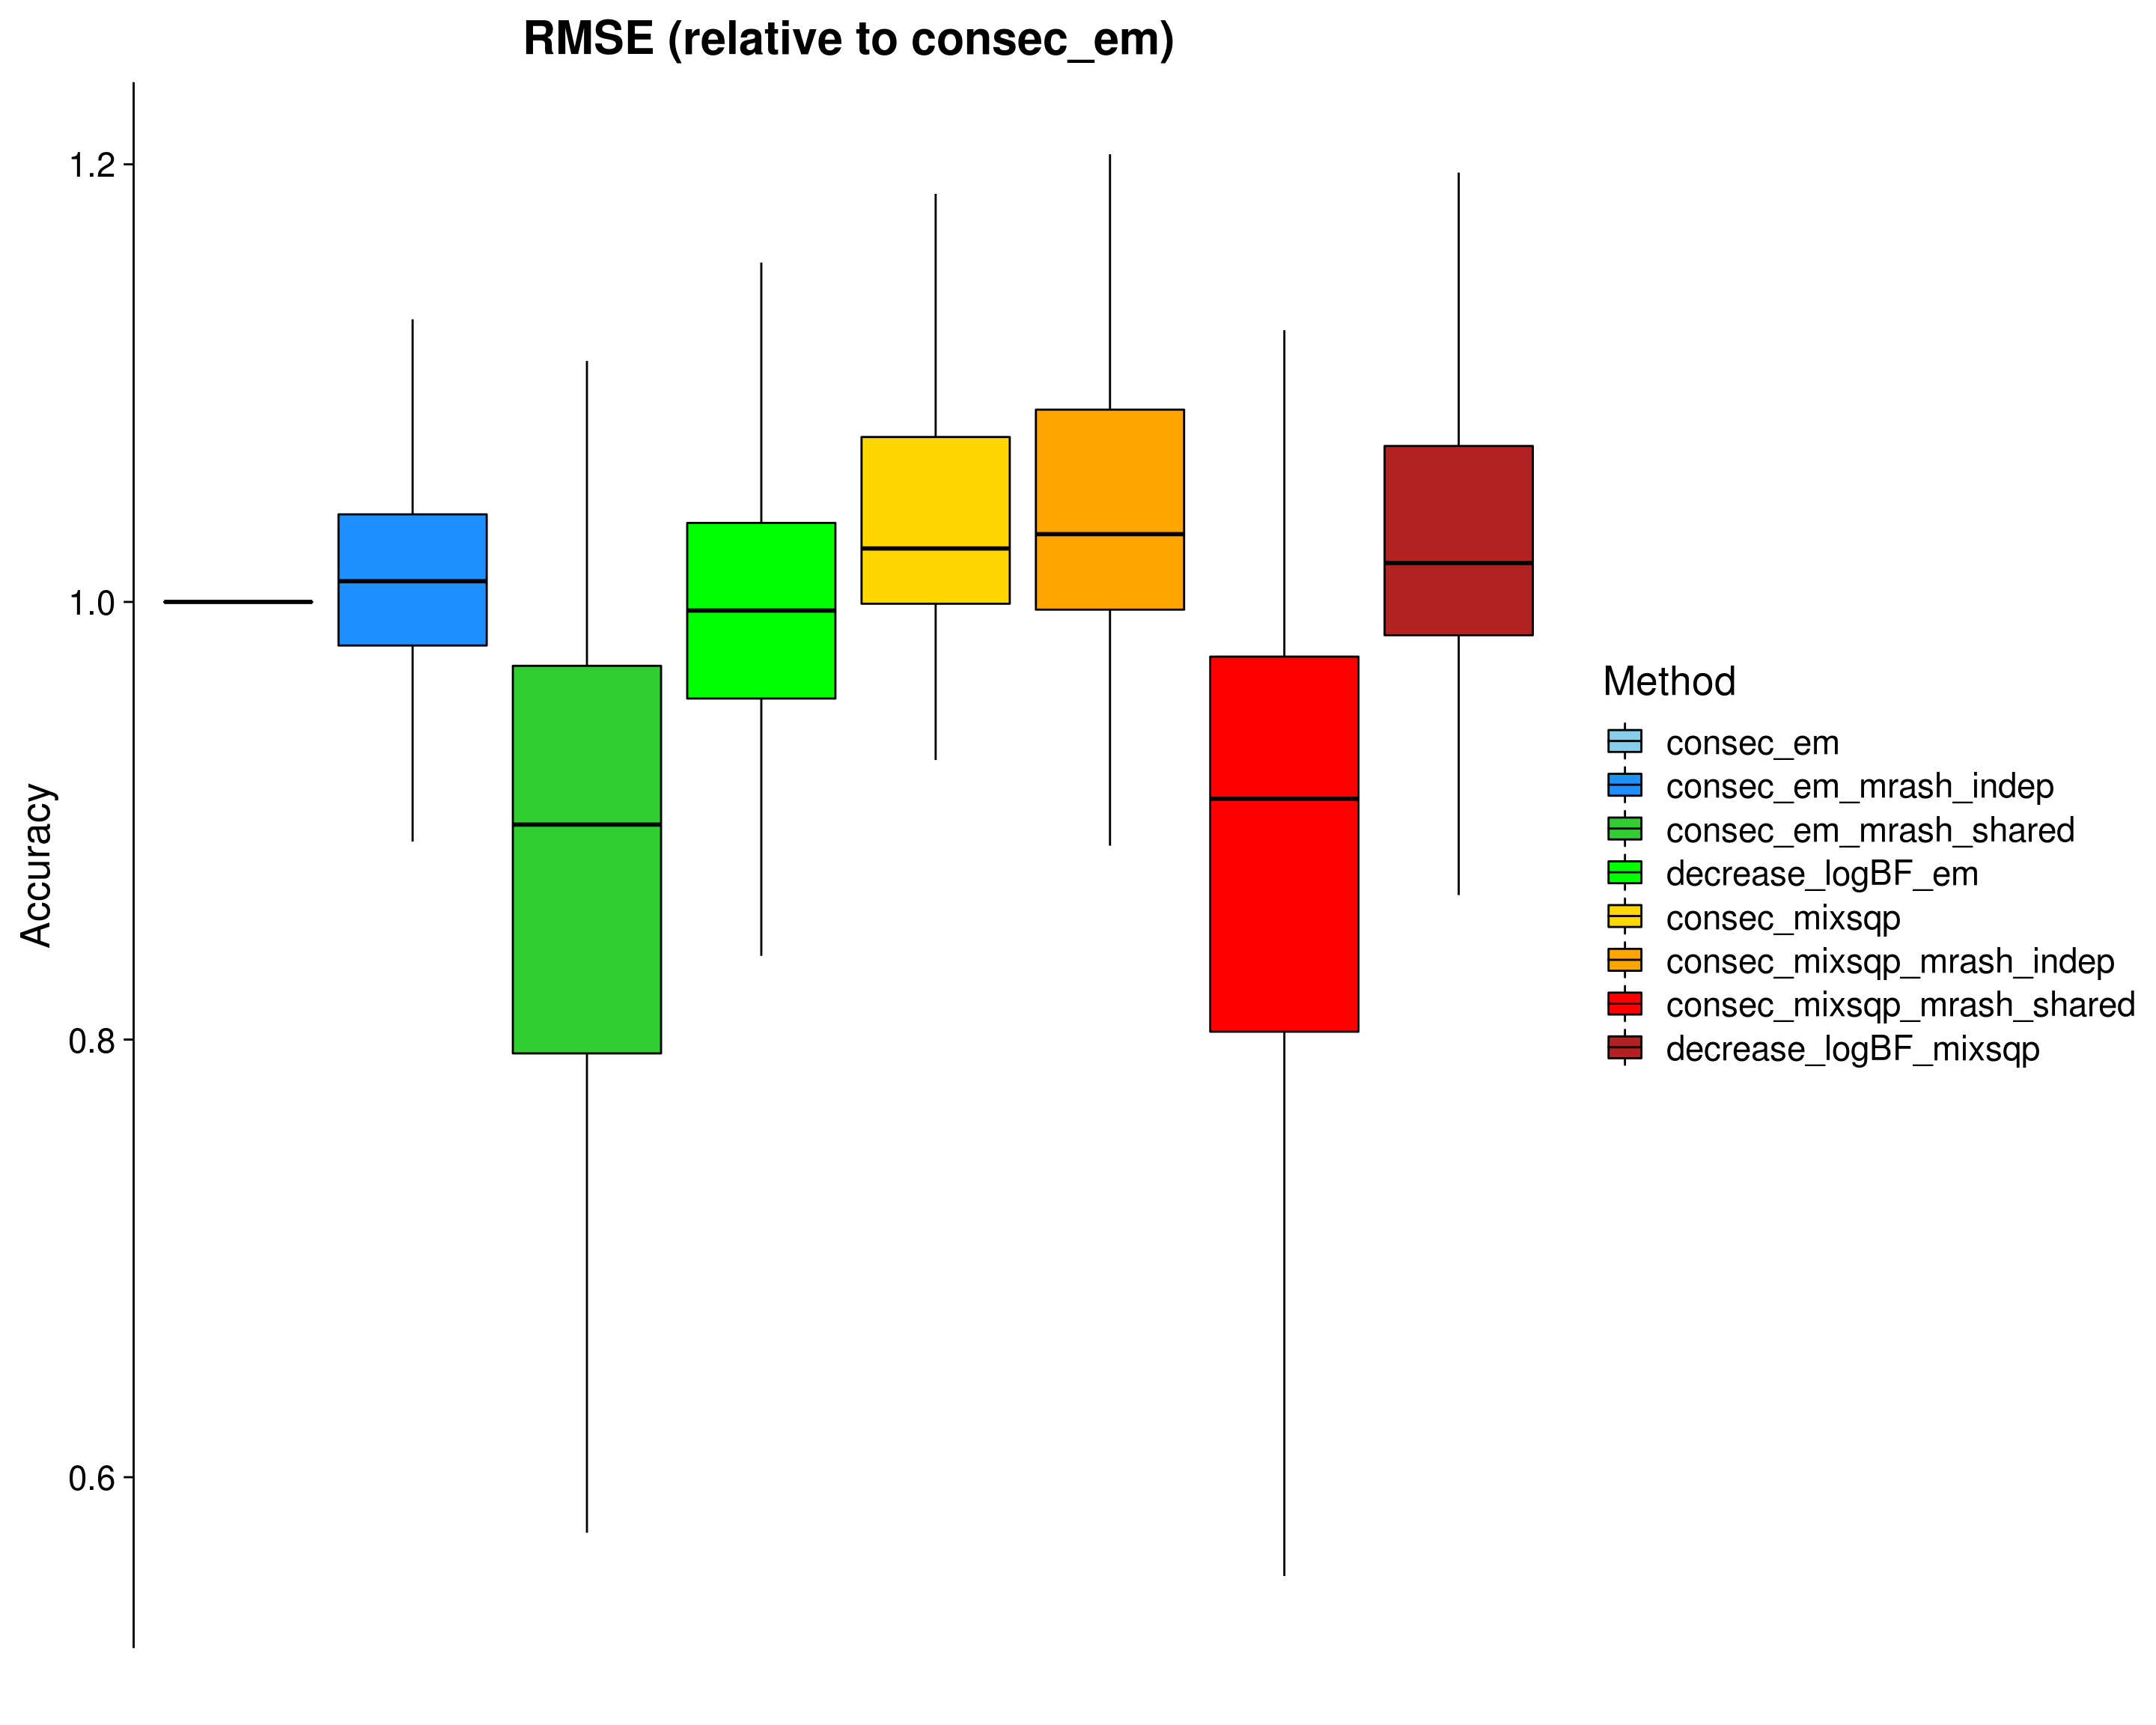 RMSE (relative to consec_em)
1.2
1.0
0.8
0.6
Accuracy
Method
consec_em
consec_em_mrash_indep
consec_em_mrash_shared
decrease_logBF_em
consec_mixsqp
consec_mixsqp_mrash_indep
consec_mixsqp_mrash_shared
decrease_logBF_mixsqp